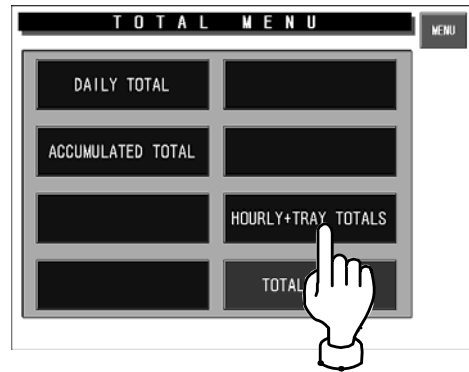 TOTAL MENU
MENU
DAILY TOTAL
ACCUMULATED TOTAL
HOURLY+TRAY TOTALS
TOTAL